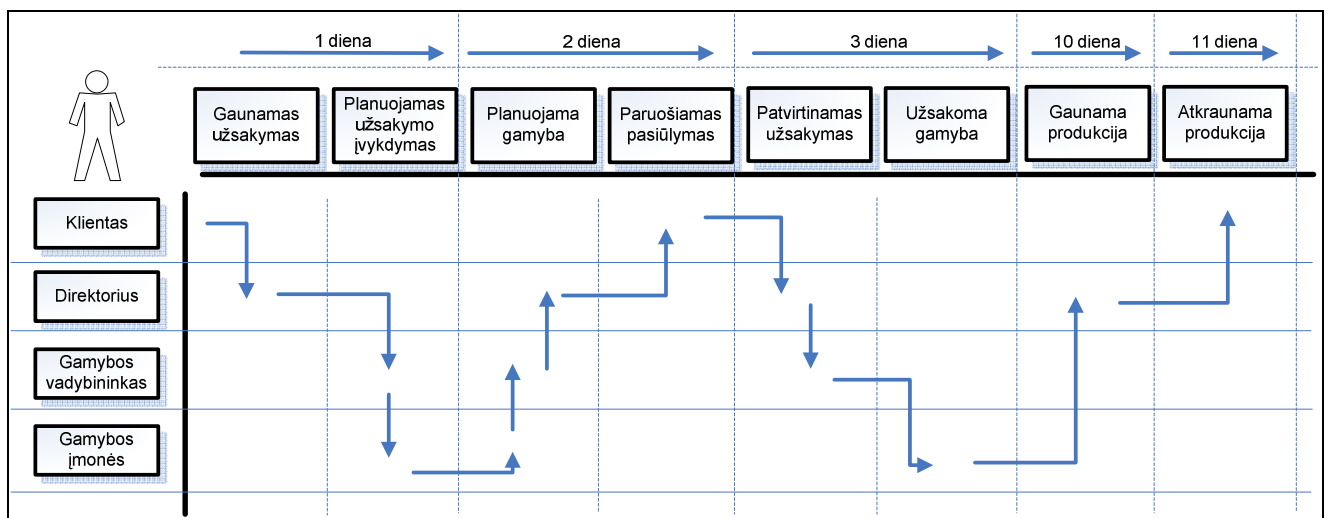 1 diena
2 diena
3 diena
10 diena
11 diena
Gaunamas
užsakymas
Planuojamas
užsakymo
įvykdymas
Planuojama
gamyba
Paruošiamas
pasiūlymas
Patvirtinamas
užsakymas
Užsakoma
gamyba
Gaunama
produkcija
Atkraunama
produkcija
Klientas
Direktorius
Gamybos
vadybininkas
Gamybos
įmonės